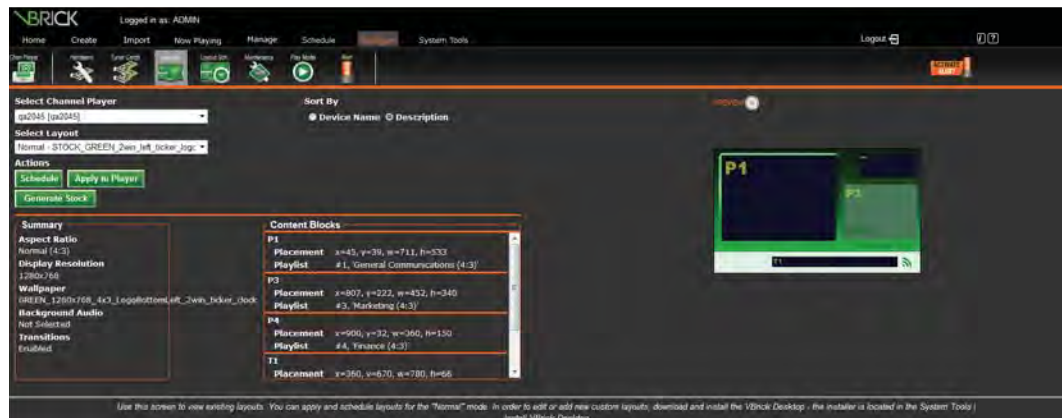 VBRICK
Logged in as: ADMIN
Home Create Import Now Playing Manage Schedule System Tools Logout
Select Channel Player
qa2045 [qa2045]
Sort By
Device Name Description
Select Layout
Normal - STOCK_GREEN_2win_left_ticker_logc
Actions
Schedule Apply to Player
Generate Stock
PREVIEW
P1
P3
T1
Summary
Aspect Ratio
Normal (4:3)
Display Resolution
1280x768
Wallpaper
GREEN_1280x768_4x3_LogoBottomLeft_2win_ticker_clock
Background Audio
Not Selected
Transitions
Enabled
Content Blocks
P1
Placement x=45, y=39, w=711, h=533
Playlist #1, 'General Communications (4:3)'
P3
Placement x=807, y=222, w=452, h=340
Playlist #3, 'Marketing (4:3)'
P4
Placement x=900, y=32, w=360, h=150
Playlist #4, 'Finance (4:3)'
T1
Placement x=360, y=670, w=780, h=66
Use this screen to view existing layouts. You can apply and schedule layouts for the "Normal" mode. In order to edit or add new custom layouts, download and install the VBrick Desktop - the installer is located in the System Tools |
Install VBrick Desktop